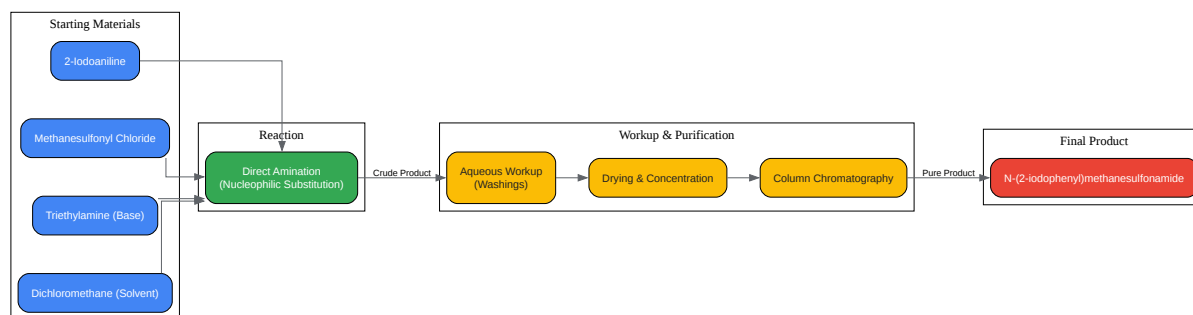 Starting Materials
2-Iodoaniline
Methanesulfonyl Chloride
Triethylamine (Base)
Dichloromethane (Solvent)
Reaction
Direct Amination
(Nucleophilic Substitution)
Crude Product
Workup & Purification
Aqueous Workup
(Washings)
Drying & Concentration
Column Chromatography
Pure Product
Final Product
N-(2-iodophenyl)methanesulfonamide